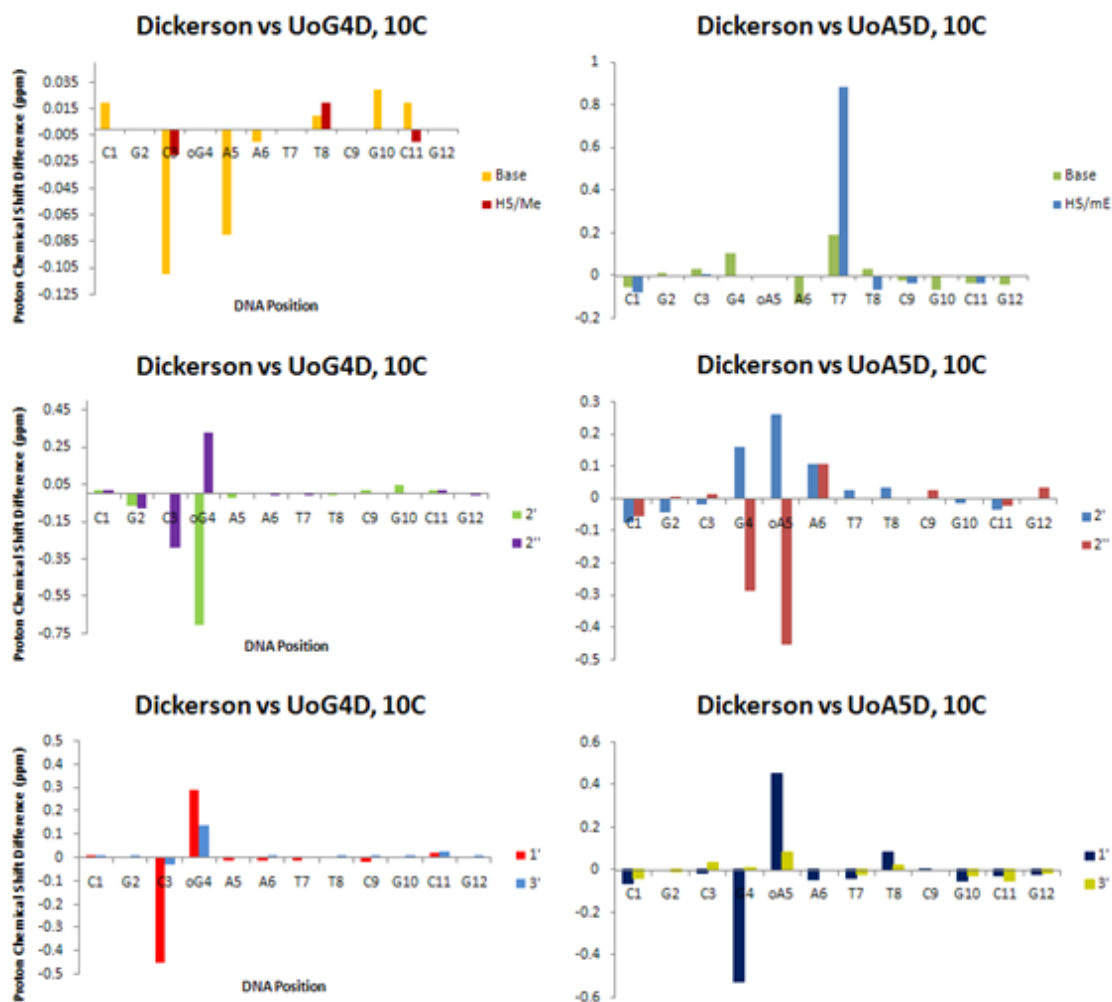 Dickerson vs UoG4D, 10C
Proton Chemical Shift Difference (ppm)
0.035
0.015
-0.005
-0.025
-0.045
-0.065
-0.085
-0.105
-0.125
C1 G2 C3 oG4 A5 A6 T7 T8 C9 G10 C11 G12
DNA Position
Base
H5/Me
Dickerson vs UoA5D, 10C
1
0.8
0.6
0.4
0.2
0
-0.2
C1 G2 C3 G4 oA5 A6 T7 T8 C9 G10 C11 G12
Base
H5/mE
Dickerson vs UoG4D, 10C
Proton Chemical Shift Difference (ppm)
0.45
0.25
0.05
-0.15
-0.35
-0.55
-0.75
C1 G2 C3 oG4 A5 A6 T7 T8 C9 G10 C11 G12
DNA Position
2'
2''
Dickerson vs UoA5D, 10C
0.3
0.2
0.1
0
-0.1
-0.2
-0.3
-0.4
-0.5
C1 G2 C3 G4 oA5 A6 T7 T8 C9 G10 C11 G12
2'
2''
Dickerson vs UoG4D, 10C
Proton Chemical Shift Difference (ppm)
0.5
0.4
0.3
0.2
0.1
0
-0.1
-0.2
-0.3
-0.4
-0.5
C1 G2 C3 oG4 A5 A6 T7 T8 C9 G10 C11 G12
DNA Position
1'
3'
Dickerson vs UoA5D, 10C
0.6
0.4
0.2
0
-0.2
-0.4
-0.6
C1 G2 C3 G4 oA5 A6 T7 T8 C9 G10 C11 G12
1'
3'